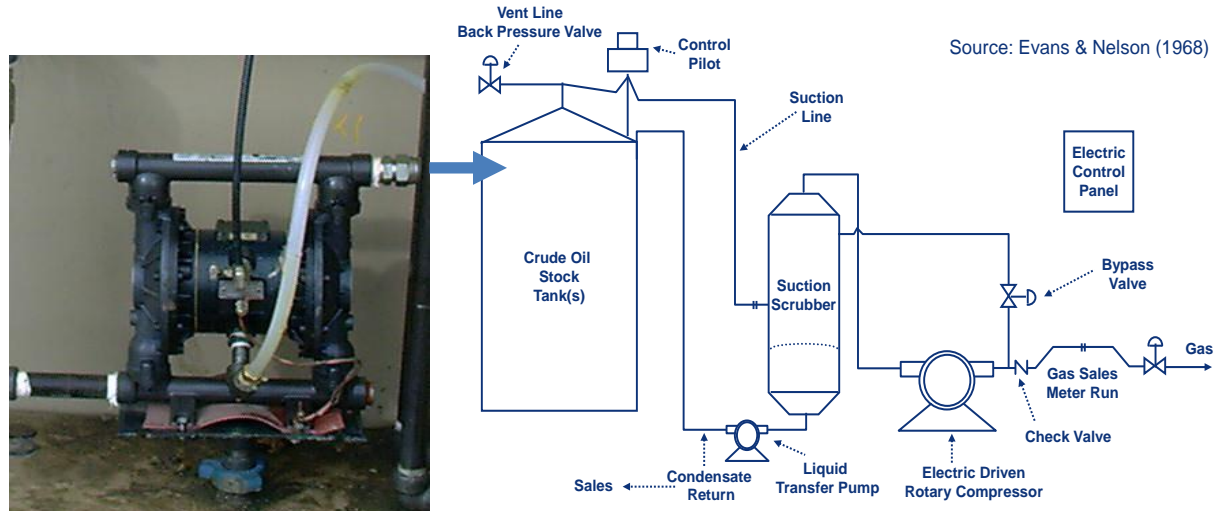 Vent Line
Back Pressure Valve
Control
Pilot
Source: Evans & Nelson (1968)
Suction
Line
Electric
Control
Panel
Crude Oil
Stock
Tank(s)
Suction
Scrubber
Bypass
Valve
Gas
Gas Sales
Meter Run
Check Valve
Sales
Condensate
Return
Liquid
Transfer Pump
Electric Driven
Rotary Compressor